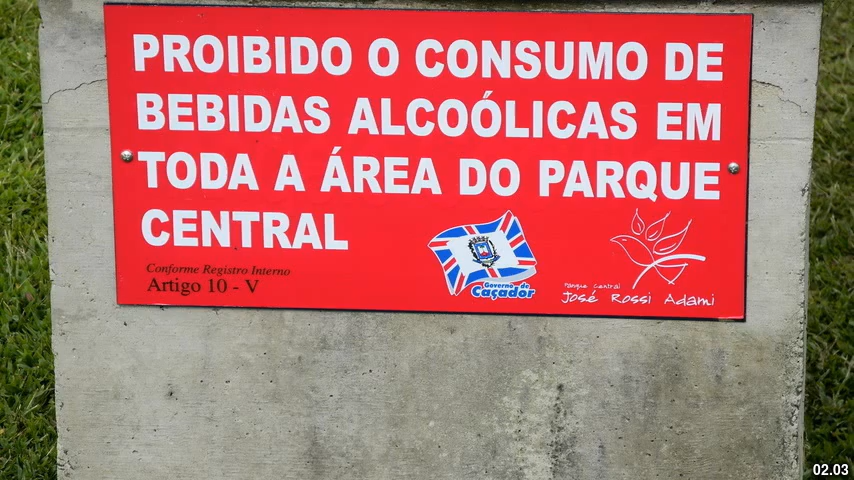 PROIBIDO O CONSUMO DE
BEBIDAS ALCOÓLICAS EM
TODA A ÁREA DO PARQUE
CENTRAL
Conforme Registro Interno
Artigo 10 - V
Governo de
Caçador
Parque Central
José Rossi Adami
02.03